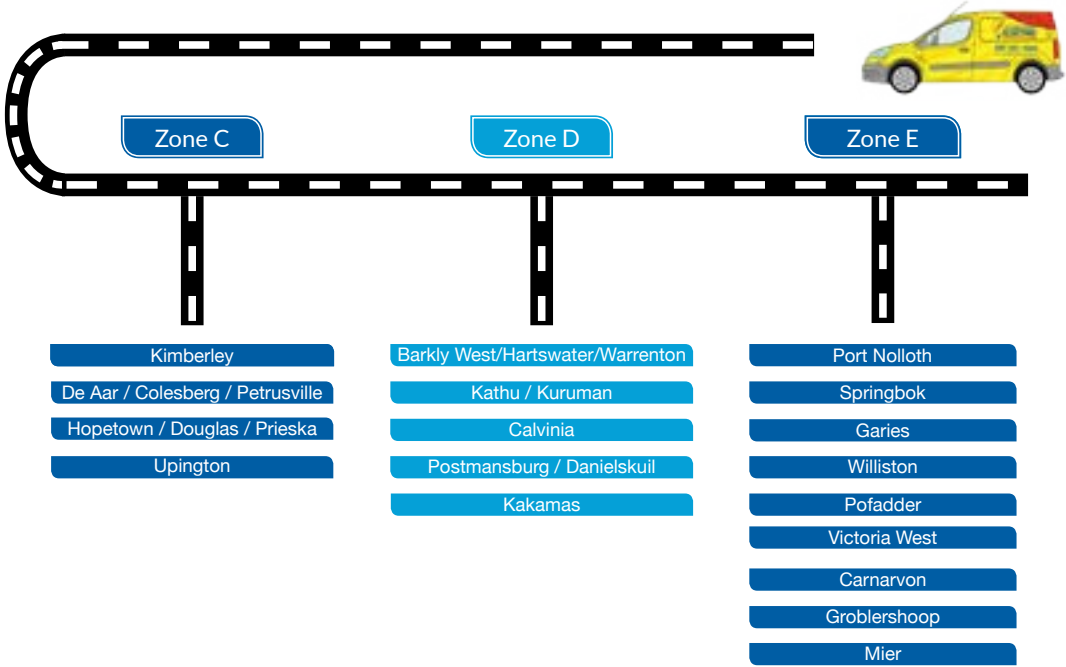 Zone C
Zone D
Zone E
Kimberley
De Aar / Colesberg / Petrusville
Hopetown / Douglas / Prieska
Upington
Barkly West/Hartswater/Warrenton
Kathu / Kuruman
Calvinia
Postmansburg / Danielskuil
Kakamas
Port Nolloth
Springbok
Garies
Williston
Pofadder
Victoria West
Carnarvon
Groblershoop
Mier